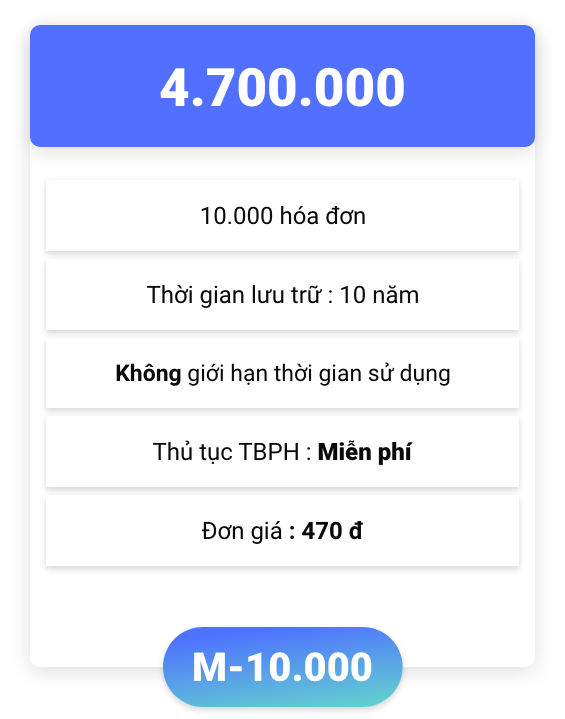 4.700.000
10.000 hóa đơn
Thời gian lưu trữ : 10 năm
Không giới hạn thời gian sử dụng
Thủ tục TBPH : Miễn phí
Đơn giá : 470 đ
M-10.000